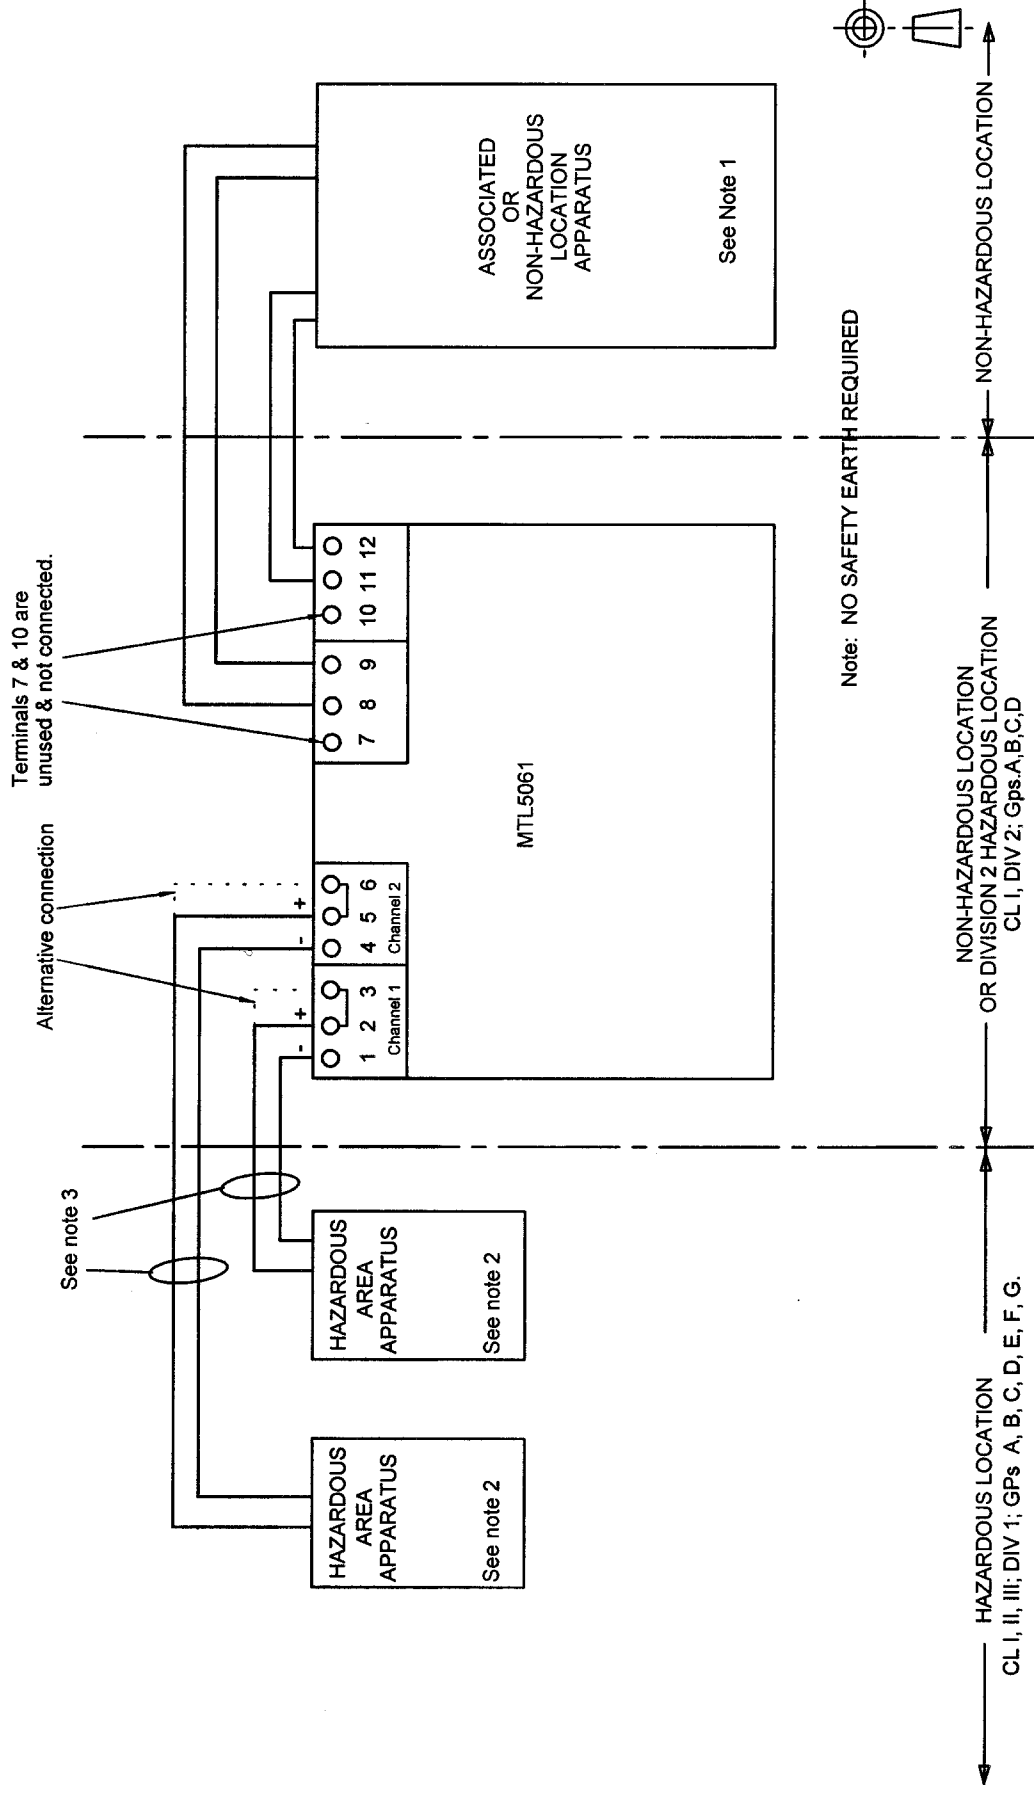 See note 3
Alternative connection
Terminals 7 & 10 are
unused & not connected.
HAZARDOUS
AREA
APPARATUS
See note 2
HAZARDOUS
AREA
APPARATUS
See note 2
- +
- +
1 2 3
Channel 1
4 5 6
Channel 2
7 8 9
10 11 12
MTL5061
ASSOCIATED
OR
NON-HAZARDOUS
LOCATION
APPARATUS
See Note 1
Note: NO SAFETY EARTH REQUIRED
HAZARDOUS LOCATION
CL I, II, III; DIV 1; GPs A, B, C, D, E, F, G.
NON-HAZARDOUS LOCATION
OR DIVISION 2 HAZARDOUS LOCATION
CL I, DIV 2; Gps.A,B,C,D
NON-HAZARDOUS LOCATION